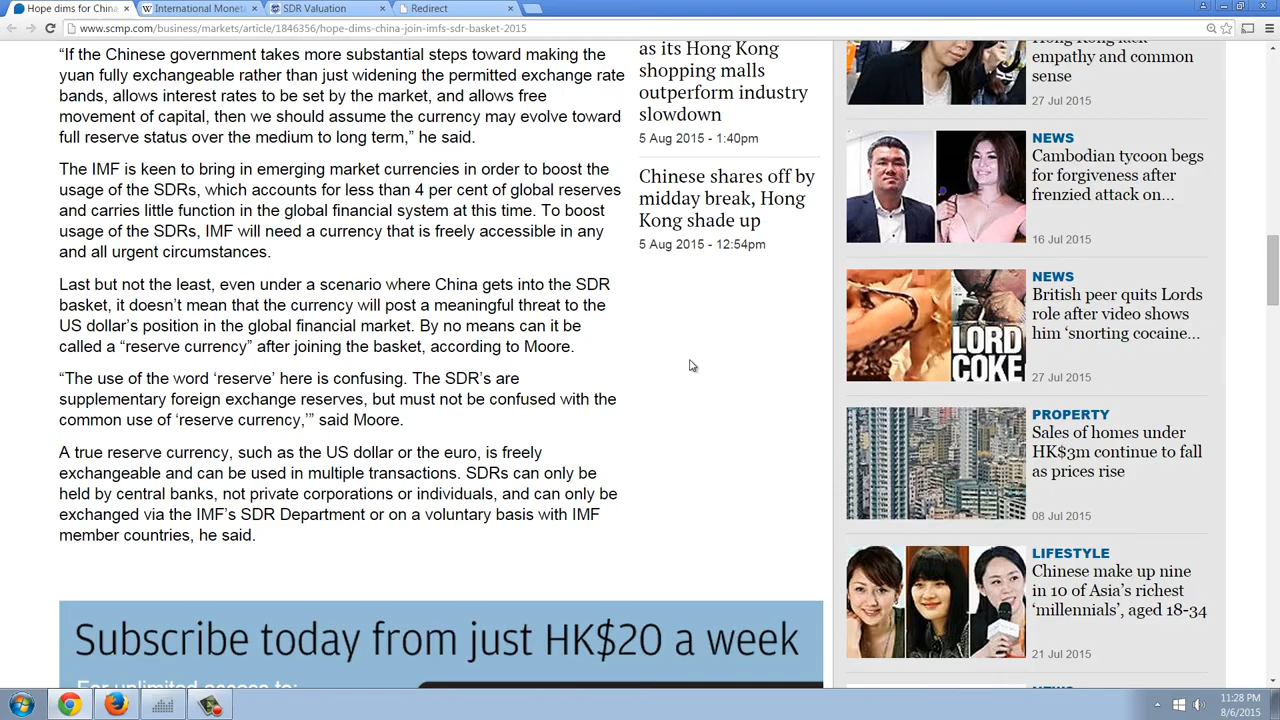 Hope dims for China to
International Moneta
SDR Valuation
Redirect
www.scmp.com/business/markets/article/1846356/hope-dims-china-join-imfs-sdr-basket-2015
“If the Chinese government takes more substantial steps toward making the
yuan fully exchangeable rather than just widening the permitted exchange rate
bands, allows interest rates to be set by the market, and allows free
movement of capital, then we should assume the currency may evolve toward
full reserve status over the medium to long term,” he said.
The IMF is keen to bring in emerging market currencies in order to boost the
usage of the SDRs, which accounts for less than 4 per cent of global reserves
and carries little function in the global financial system at this time. To boost
usage of the SDRs, IMF will need a currency that is freely accessible in any
and all urgent circumstances.
Last but not the least, even under a scenario where China gets into the SDR
basket, it doesn’t mean that the currency will post a meaningful threat to the
US dollar’s position in the global financial market. By no means can it be
called a “reserve currency” after joining the basket, according to Moore.
“The use of the word ‘reserve’ here is confusing. The SDR’s are
supplementary foreign exchange reserves, but must not be confused with the
common use of ‘reserve currency,’” said Moore.
A true reserve currency, such as the US dollar or the euro, is freely
exchangeable and can be used in multiple transactions. SDRs can only be
held by central banks, not private corporations or individuals, and can only be
exchanged via the IMF’s SDR Department or on a voluntary basis with IMF
member countries, he said.
as its Hong Kong
shopping malls
outperform industry
slowdown
5 Aug 2015 - 1:40pm
Chinese shares off by
midday break, Hong
Kong shade up
5 Aug 2015 - 12:54pm
Hong Kong lack
empathy and common
sense
27 Jul 2015
NEWS
Cambodian tycoon begs
for forgiveness after
frenzied attack on...
16 Jul 2015
NEWS
British peer quits Lords
role after video shows
him ‘snorting cocaine...
27 Jul 2015
LORD
COKE
PROPERTY
Sales of homes under
HK$3m continue to fall
as prices rise
08 Jul 2015
LIFESTYLE
Chinese make up nine
in 10 of Asia’s richest
‘millennials’, aged 18-34
21 Jul 2015
NEWS
Subscribe today from just HK$20 a week
For unlimited access to:
11:28 PM
8/6/2015